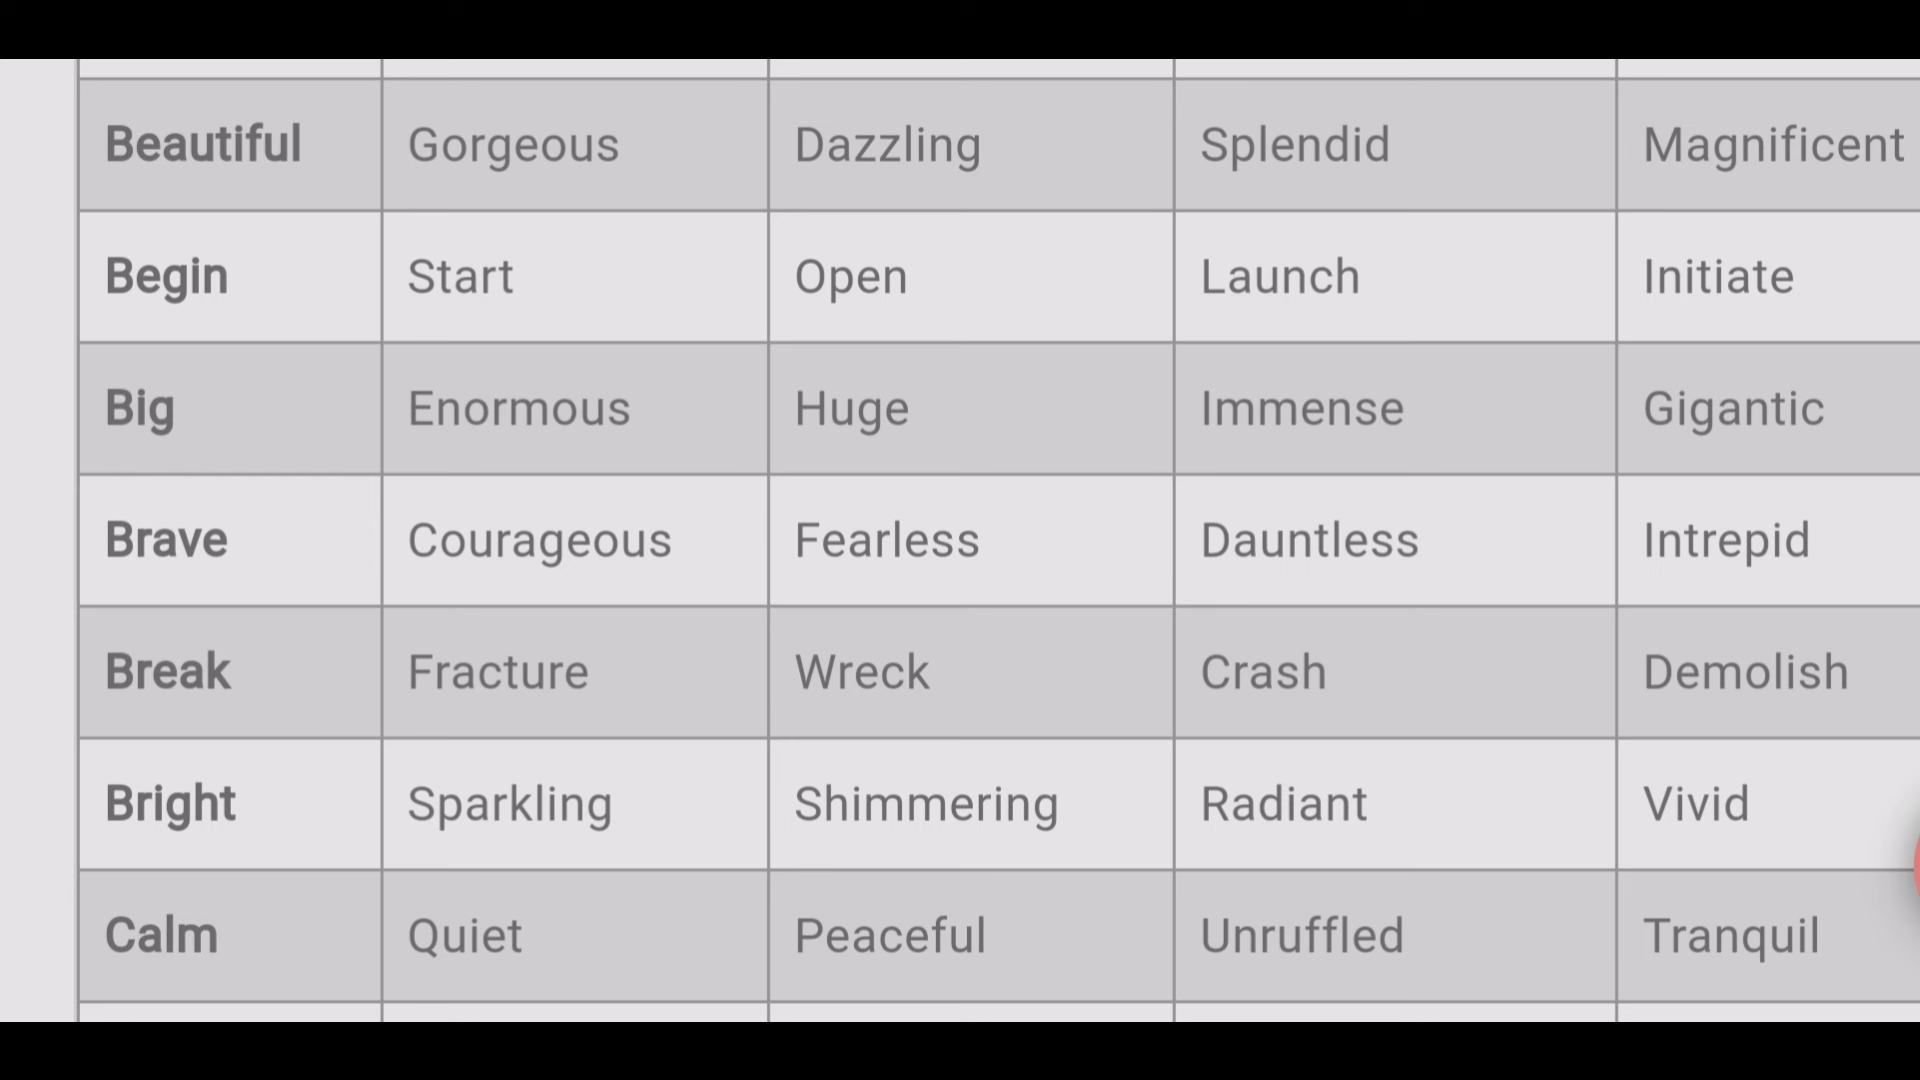 Beautiful Gorgeous Dazzling Splendid Magnificent
Begin Start Open Launch Initiate
Big Enormous Huge Immense Gigantic
Brave Courageous Fearless Dauntless Intrepid
Break Fracture Wreck Crash Demolish
Bright Sparkling Shimmering Radiant Vivid
Calm Quiet Peaceful Unruffled Tranquil